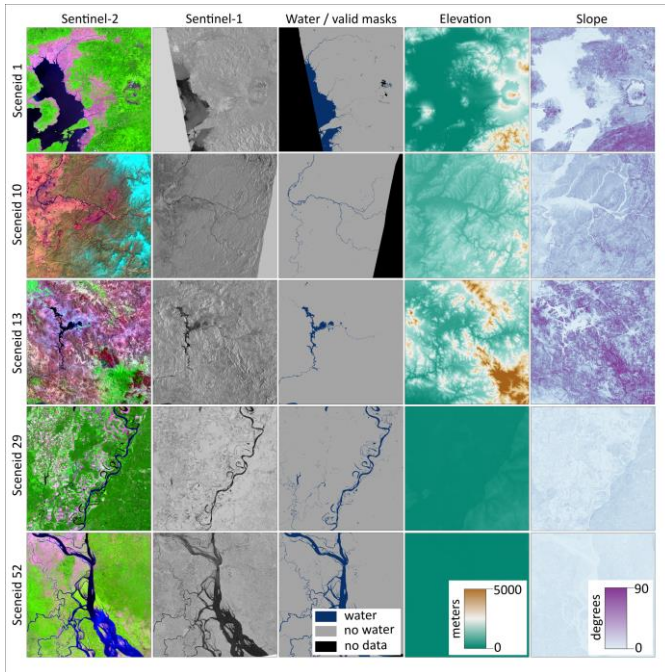 Sentinel-2 Sentinel-1 Water / valid masks Elevation Slope
Sceneid 1
Sceneid 10
Sceneid 13
Sceneid 29
Sceneid 52
water
no water
no data
meters
5000
0
degrees
90
0